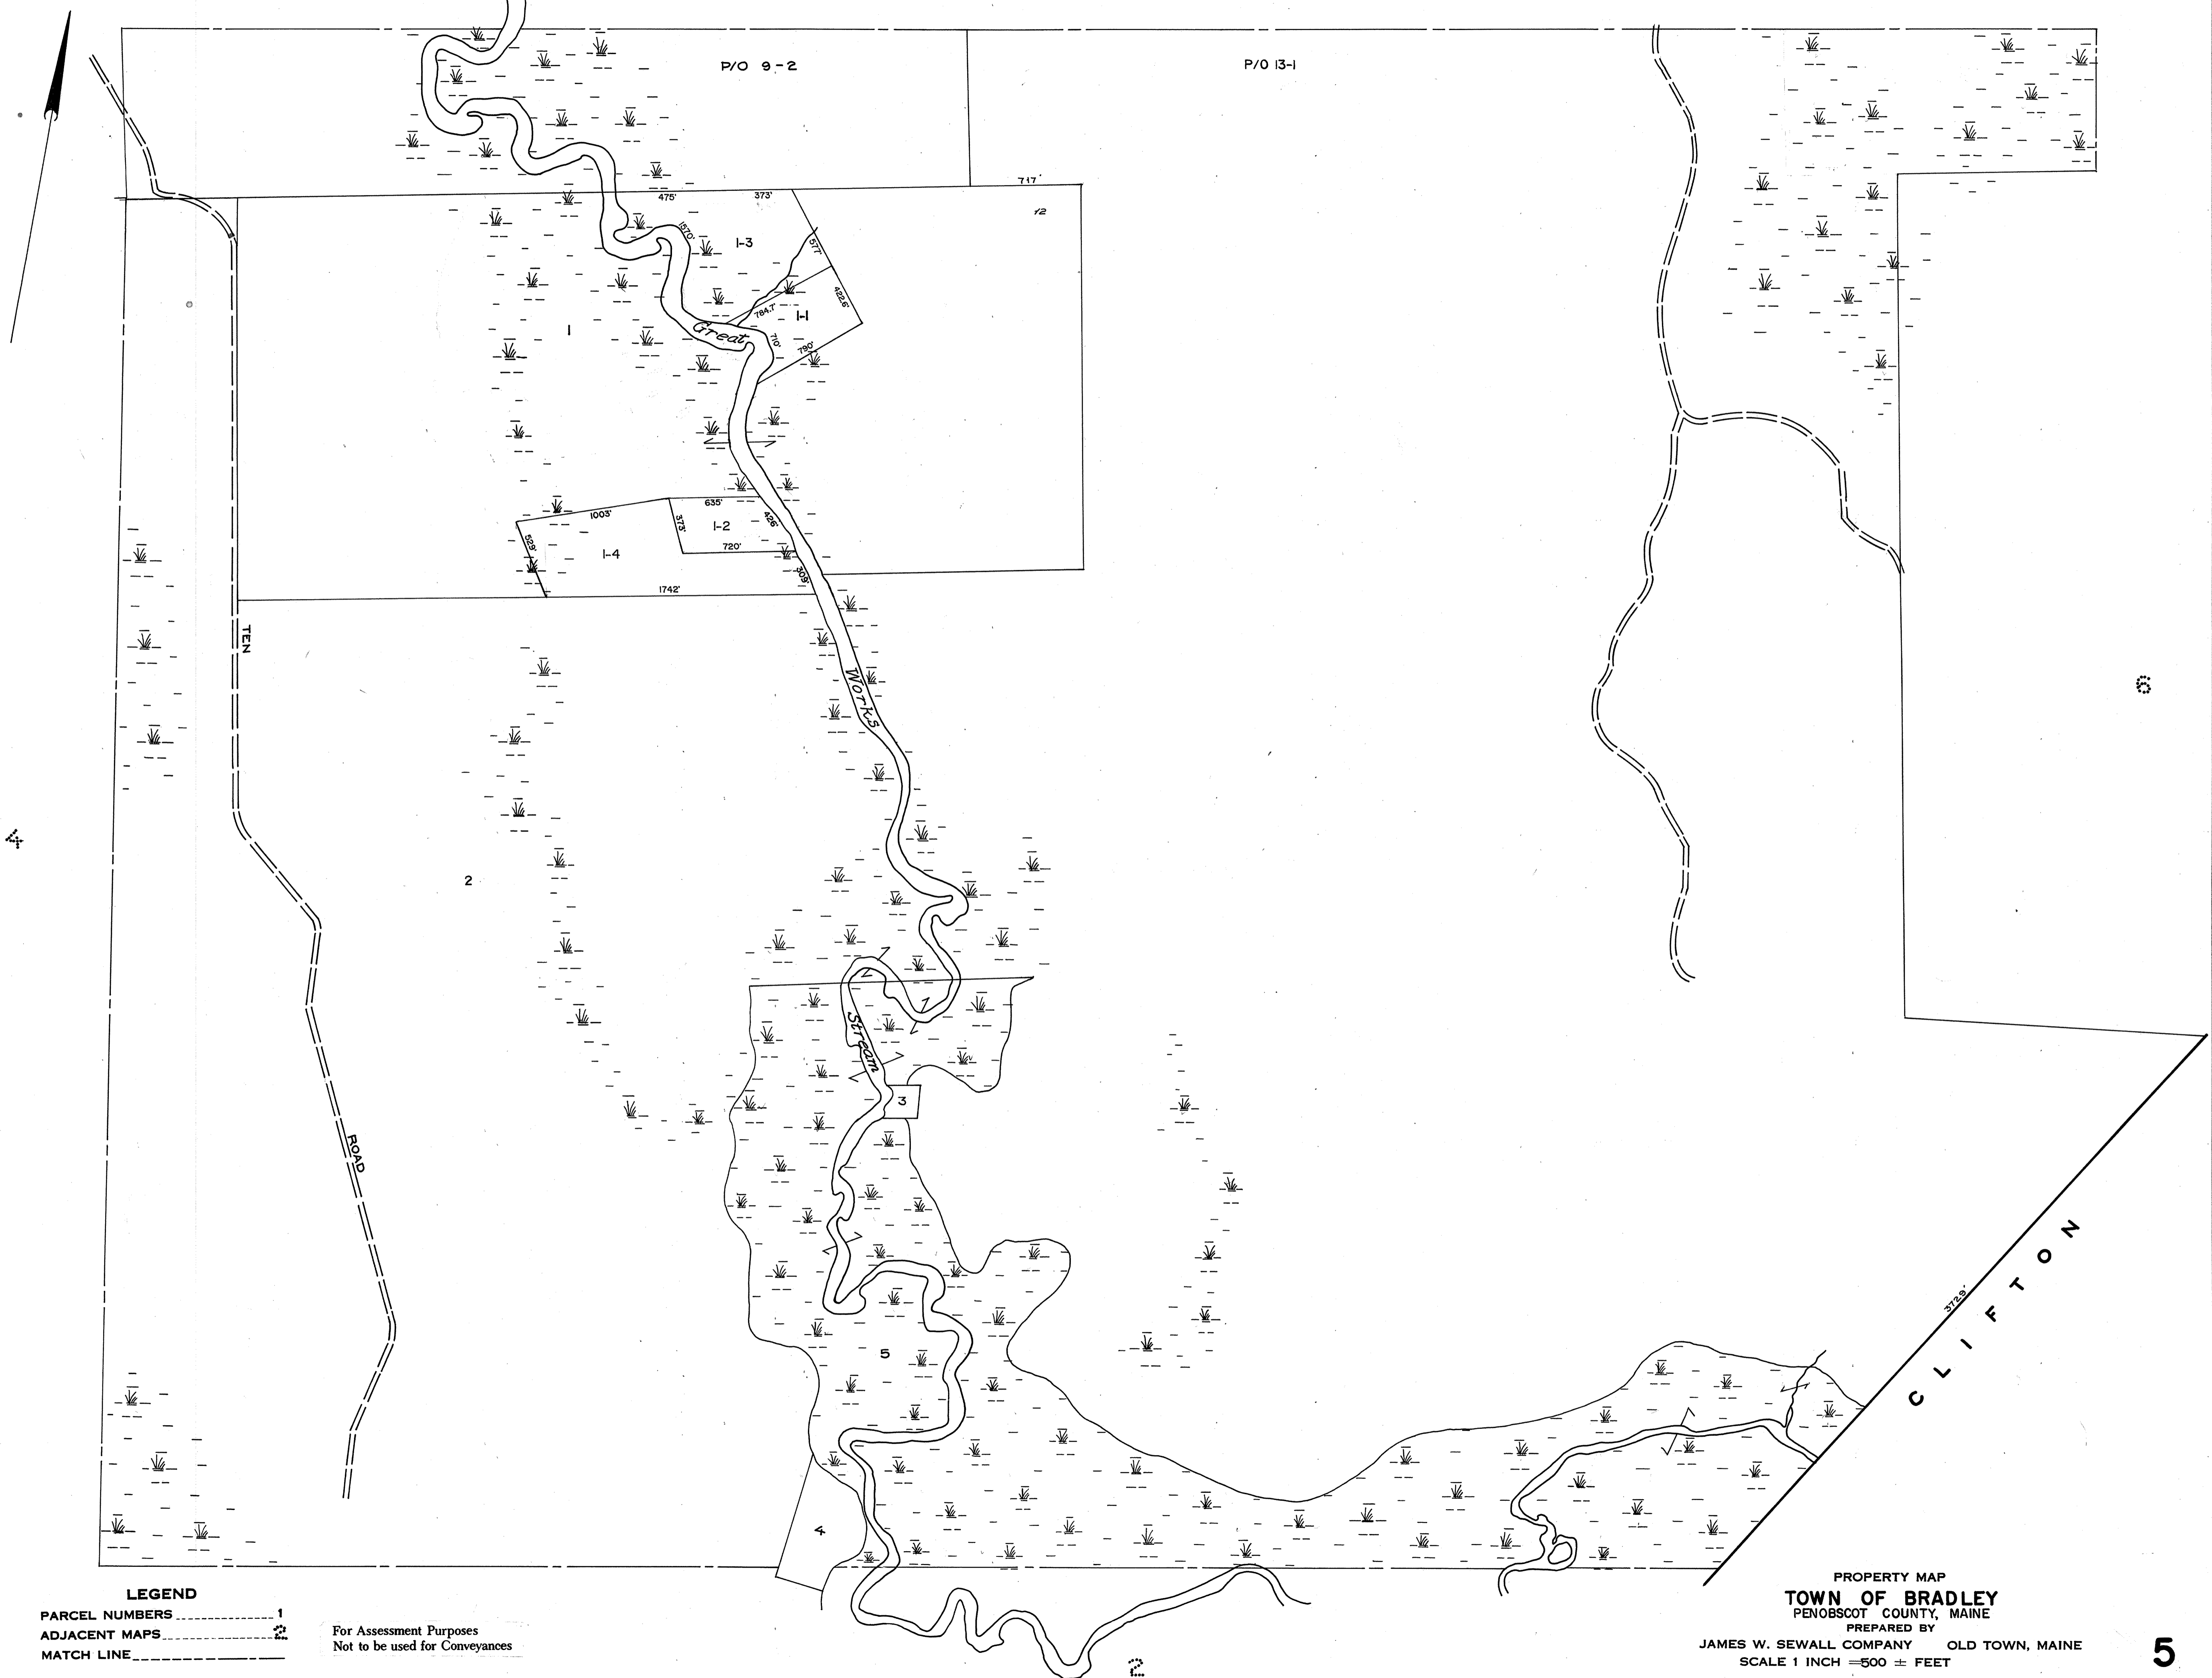 P/O 9-2
P/O 13-1
717'
475'
373'
12
1570'
1-3
577'
422.6'
784.7'
1-1
1
Great
710'
790'
635'
1003'
373'
1-2
426'
529'
1-4
720'
309'
1742'
TEN
Works
6
4
2
Stream
3
ROAD
CLIFTON
3729'
5
4
LEGEND
PARCEL NUMBERS 1
ADJACENT MAPS 2
MATCH LINE
For Assessment Purposes
Not to be used for Conveyances
2
PROPERTY MAP
TOWN OF BRADLEY
PENOBSCOT COUNTY, MAINE
PREPARED BY
JAMES W. SEWALL COMPANY OLD TOWN, MAINE
SCALE 1 INCH = 500 ± FEET
5